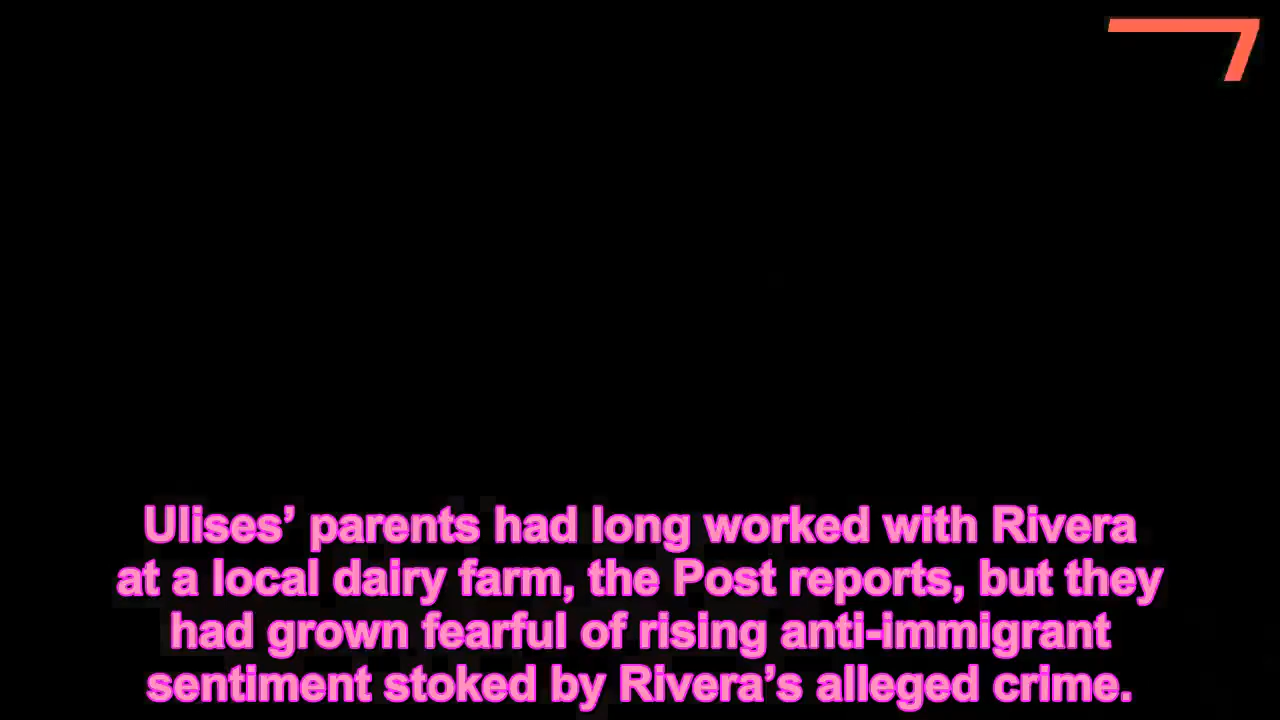 Ulises’ parents had long worked with Rivera
at a local dairy farm, the Post reports, but they
had grown fearful of rising anti-immigrant
sentiment stoked by Rivera’s alleged crime.